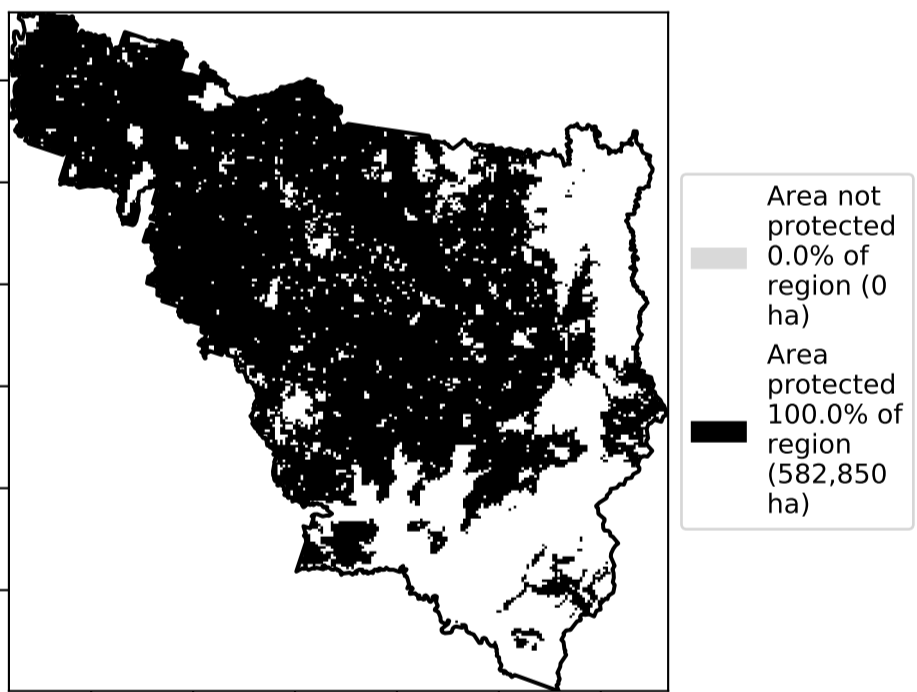 Area not
protected
0.0% of
region (0
ha)
Area
protected
100.0% of
region
(582,850
ha)